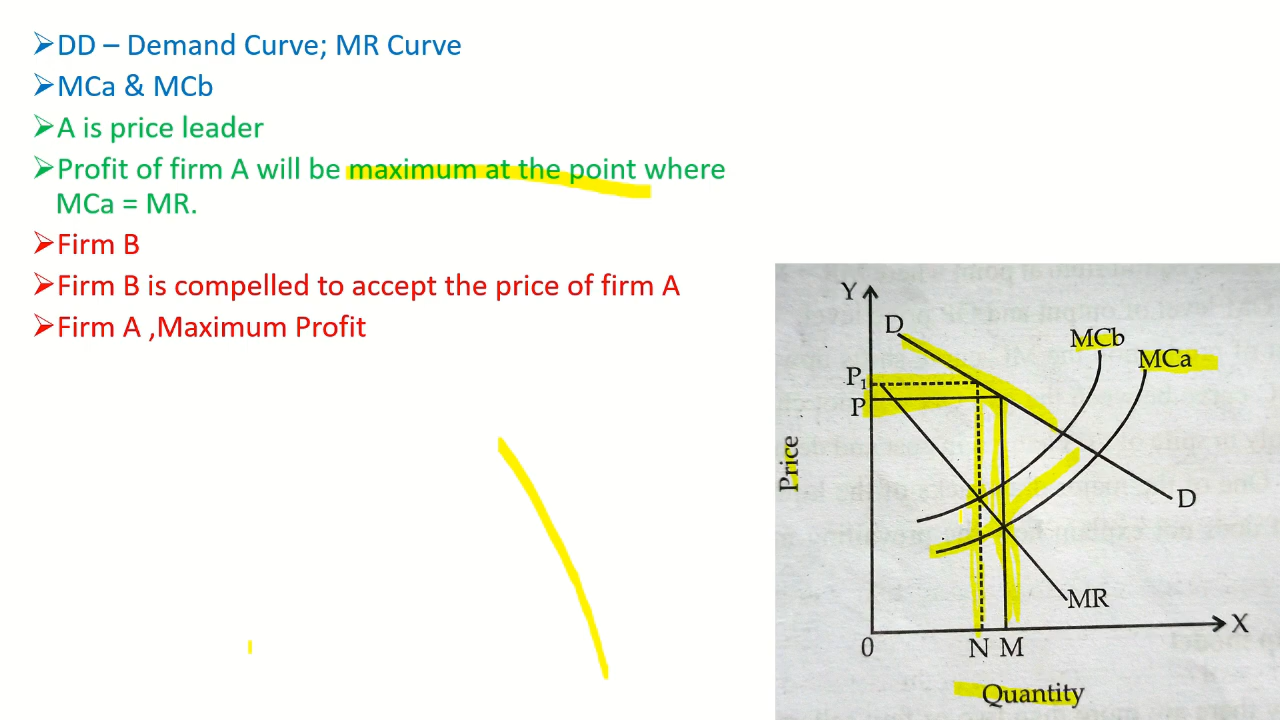 ➢DD – Demand Curve; MR Curve
➢MCa & MCb
➢A is price leader
➢Profit of firm A will be maximum at the point where
MCa = MR.
➢Firm B
➢Firm B is compelled to accept the price of firm A
➢Firm A ,Maximum Profit
Y
D
MCb
MCa
P₁
P
Price
D
MR
X
0
N M
Quantity